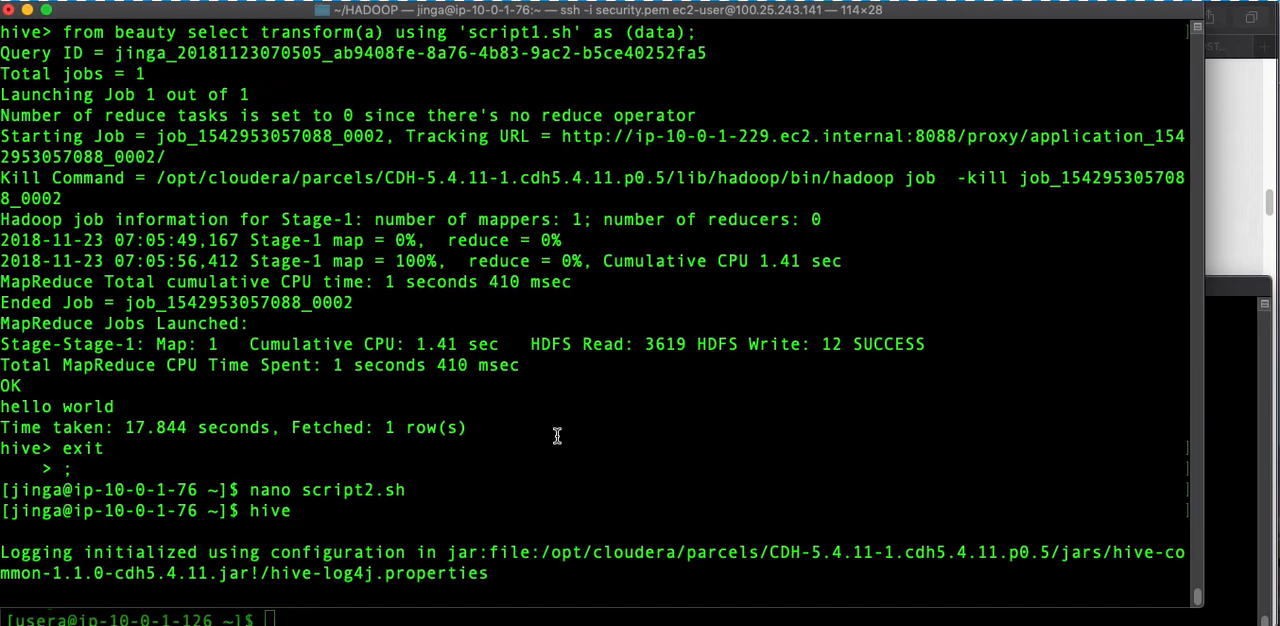 ~/HADOOP — jinga@ip-10-0-1-76:~ — ssh -i security.pem ec2-user@100.25.243.141 — 114×28
hive> from beauty select transform(a) using 'script1.sh' as (data);
Query ID = jinga_20181123070505_ab9408fe-8a76-4b83-9ac2-b5ce40252fa5
Total jobs = 1
Launching Job 1 out of 1
Number of reduce tasks is set to 0 since there's no reduce operator
Starting Job = job_1542953057088_0002, Tracking URL = http://ip-10-0-1-229.ec2.internal:8088/proxy/application_154
2953057088_0002/
Kill Command = /opt/cloudera/parcels/CDH-5.4.11-1.cdh5.4.11.p0.5/lib/hadoop/bin/hadoop job  -kill job_154295305708
8_0002
Hadoop job information for Stage-1: number of mappers: 1; number of reducers: 0
2018-11-23 07:05:49,167 Stage-1 map = 0%,  reduce = 0%
2018-11-23 07:05:56,412 Stage-1 map = 100%,  reduce = 0%, Cumulative CPU 1.41 sec
MapReduce Total cumulative CPU time: 1 seconds 410 msec
Ended Job = job_1542953057088_0002
MapReduce Jobs Launched:
Stage-Stage-1: Map: 1   Cumulative CPU: 1.41 sec   HDFS Read: 3619 HDFS Write: 12 SUCCESS
Total MapReduce CPU Time Spent: 1 seconds 410 msec
OK
hello world
Time taken: 17.844 seconds, Fetched: 1 row(s)
hive> exit
    > ;
[jinga@ip-10-0-1-76 ~]$ nano script2.sh
[jinga@ip-10-0-1-76 ~]$ hive
Logging initialized using configuration in jar:file:/opt/cloudera/parcels/CDH-5.4.11-1.cdh5.4.11.p0.5/jars/hive-co
mmon-1.1.0-cdh5.4.11.jar!/hive-log4j.properties
[usera@ip-10-0-1-126 ~]$